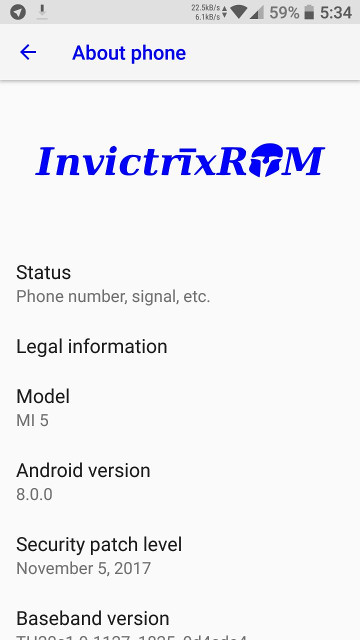 22.5kB/s
6.1kB/s
59%
5:34
About phone
InvictrīxROM
Status
Phone number, signal, etc.
Legal information
Model
MI 5
Android version
8.0.0
Security patch level
November 5, 2017
Baseband version